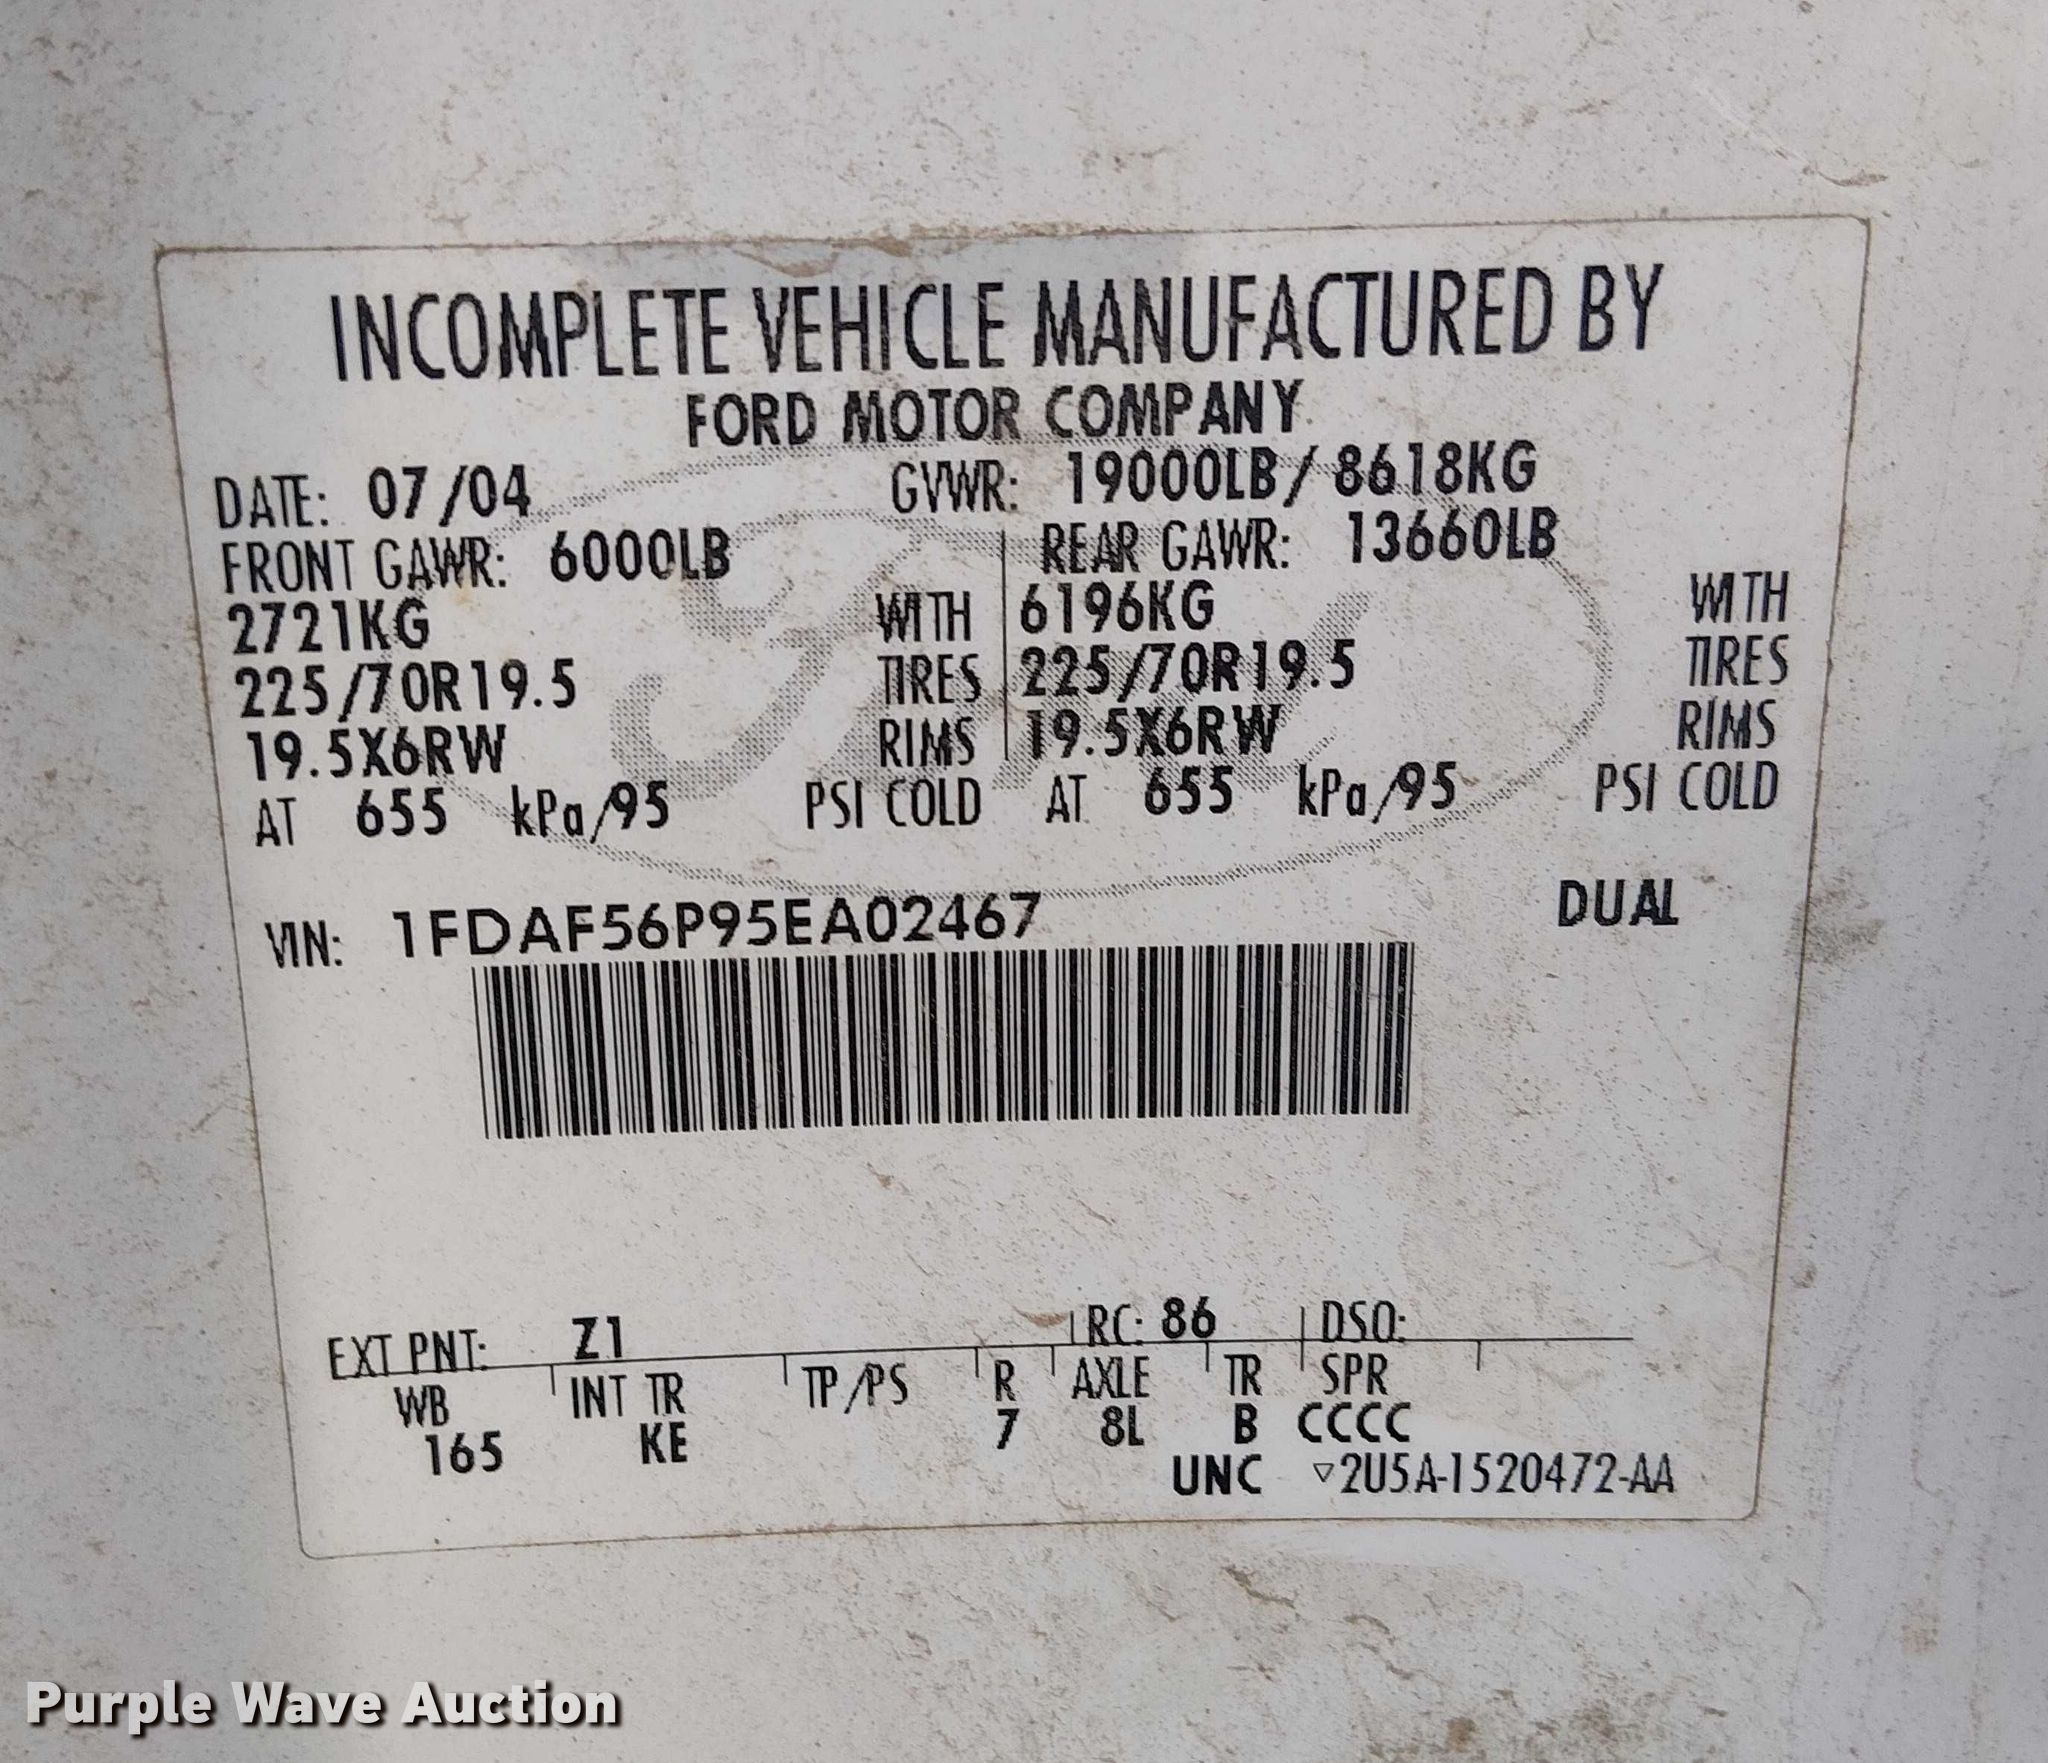 INCOMPLETE VEHICLE MANUFACTURED BY
FORD MOTOR COMPANY
DATE: 07/04 GVWR: 19000LB/ 8618KG
FRONT GAWR: 6000LB REAR GAWR: 13660LB
2721KG WITH 6196KG WITH
225/70R19.5 TIRES 225/70R19.5 TIRES
19.5X6RW RIMS 19.5X6RW RIMS
AT 655 kPa/95 PSI COLD AT 655 kPa/95 PSI COLD
VIN: 1FDAF56P95EA02467 DUAL
EXT PNT: Z1 RC: 86 DSO:
WB INT TR TP/PS R AXLE TR SPR
165 KE 7 8L B CCCC
UNC ▽2U5A-1520472-AA
Purple Wave Auction